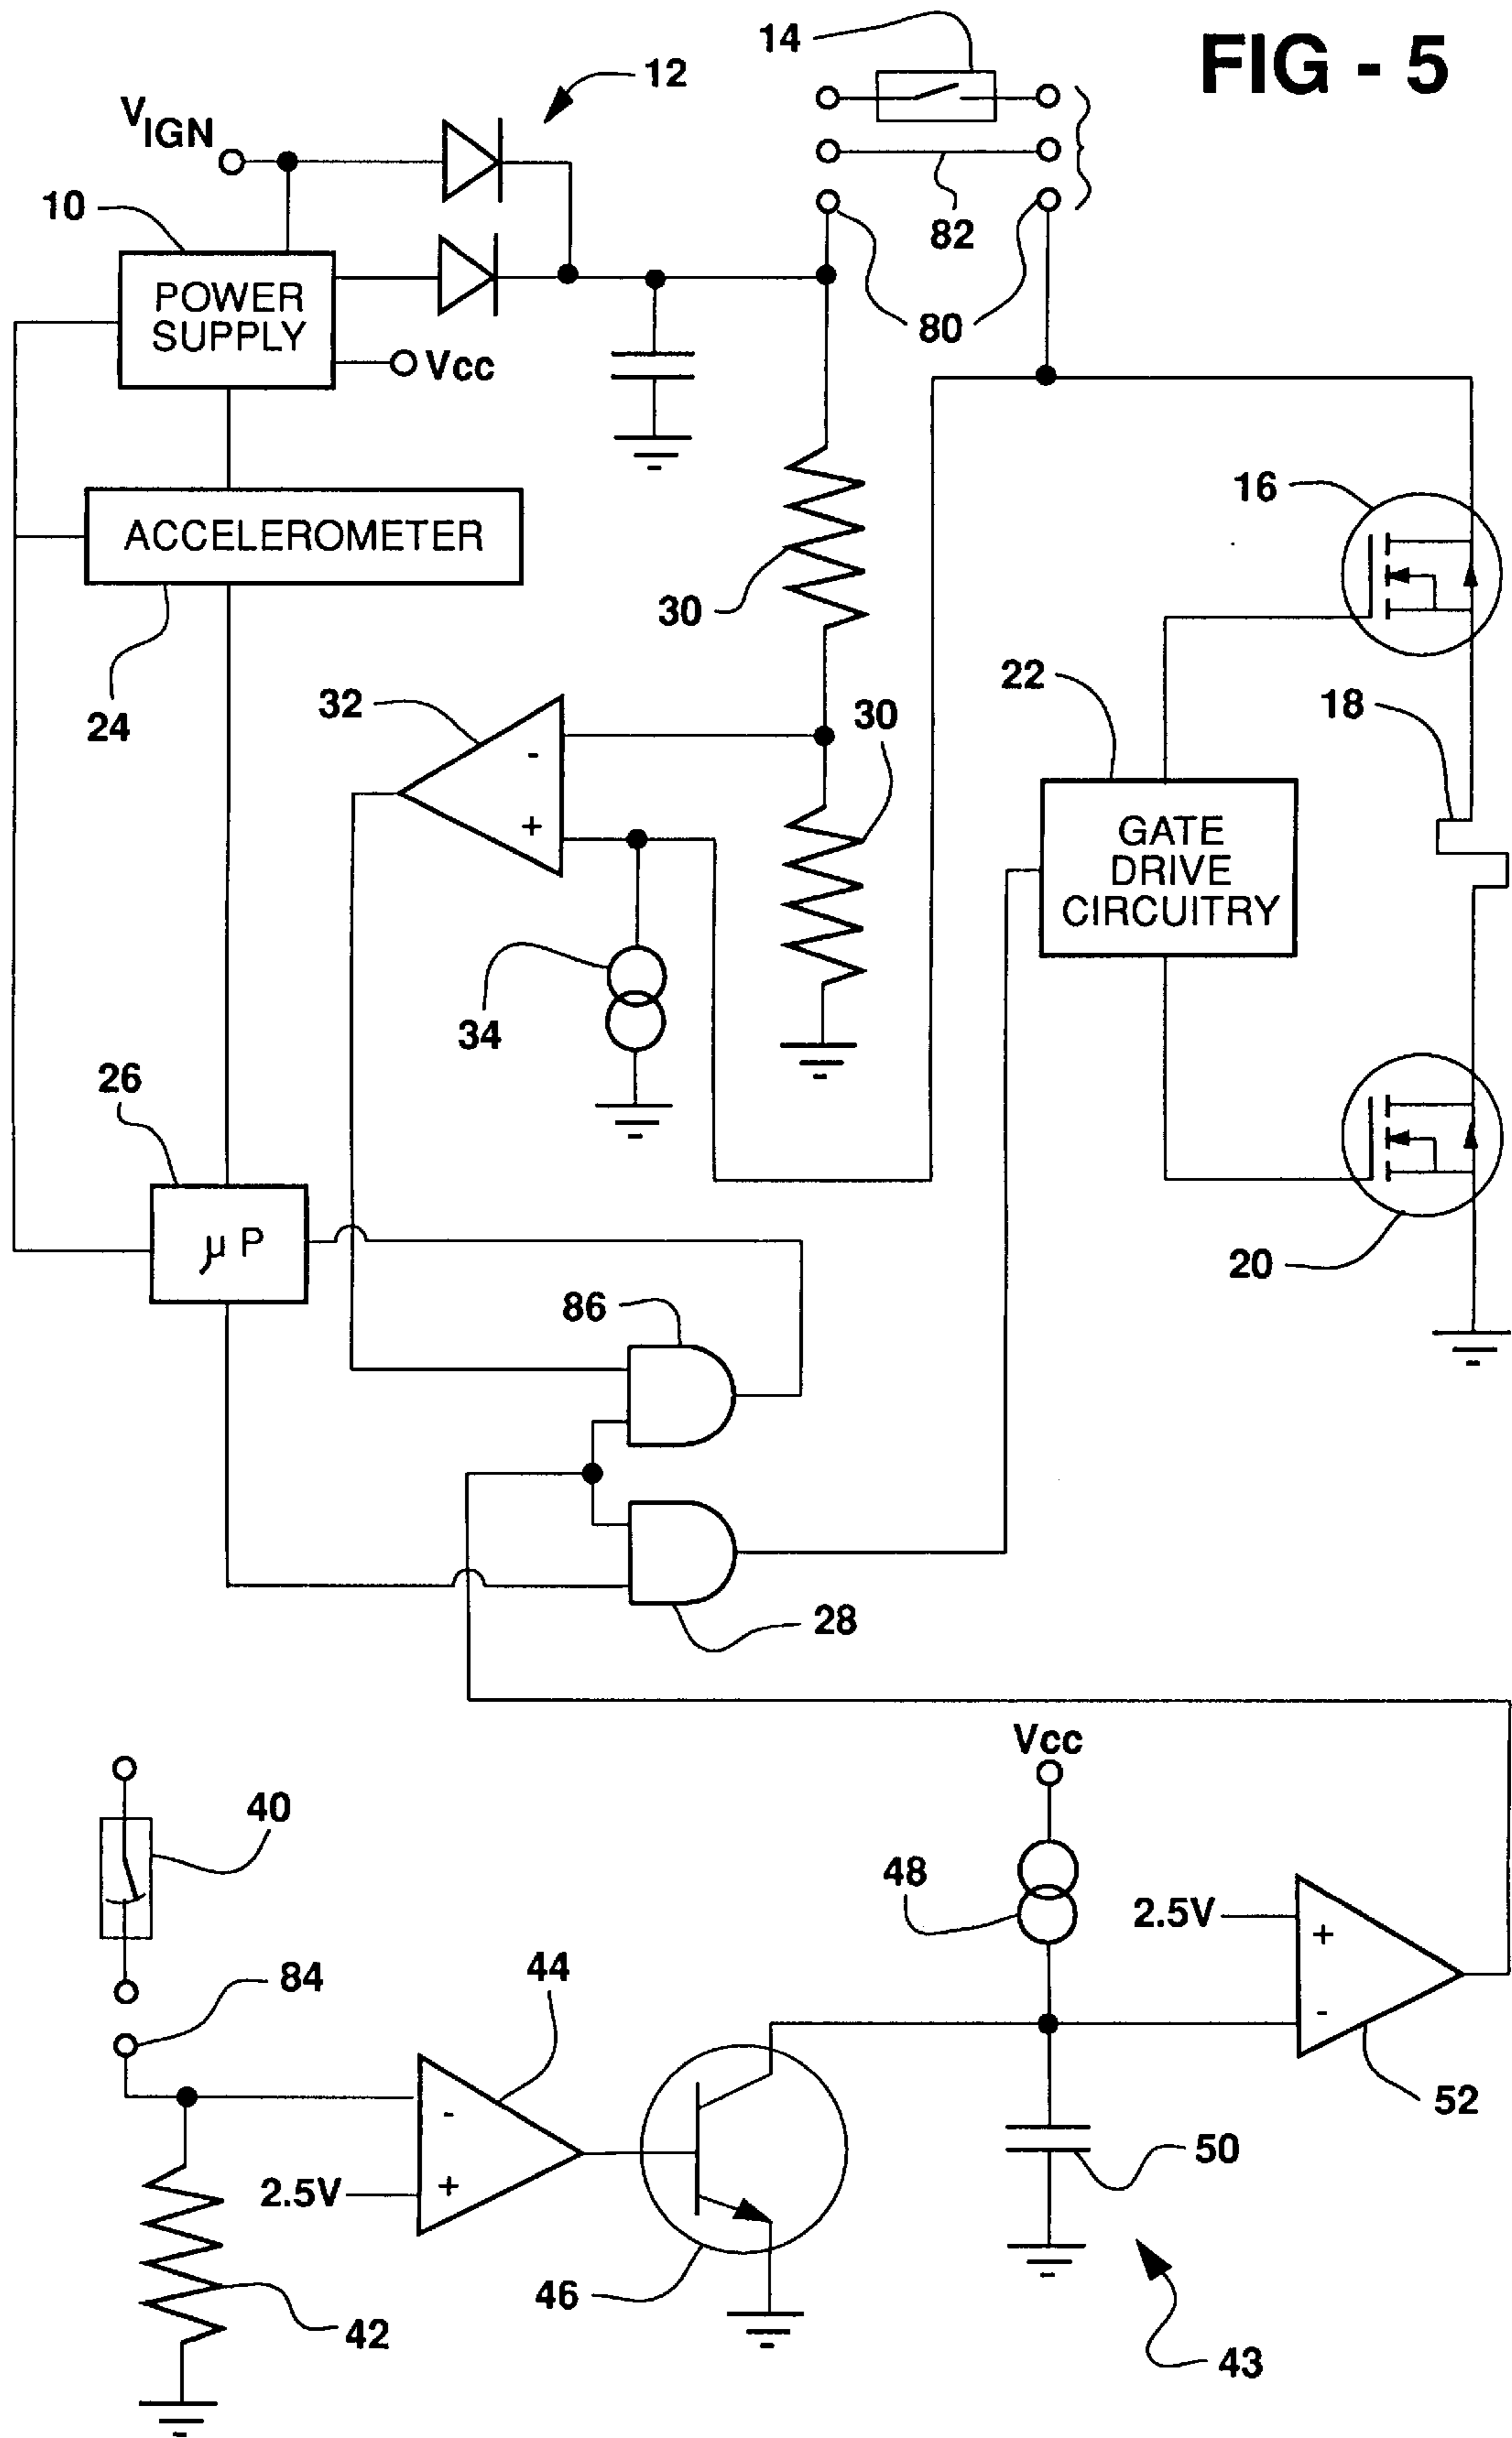 FIG - 5
14
12
VIGN
10
82
POWER
SUPPLY
80
Vcc
16
ACCELEROMETER
30
22
18
24
32
30
-
+
GATE
DRIVE
CIRCUITRY
34
26
µ P
20
86
28
Vcc
40
48
2.5V
+
-
44
84
52
-
50
2.5V
+
46
42
43